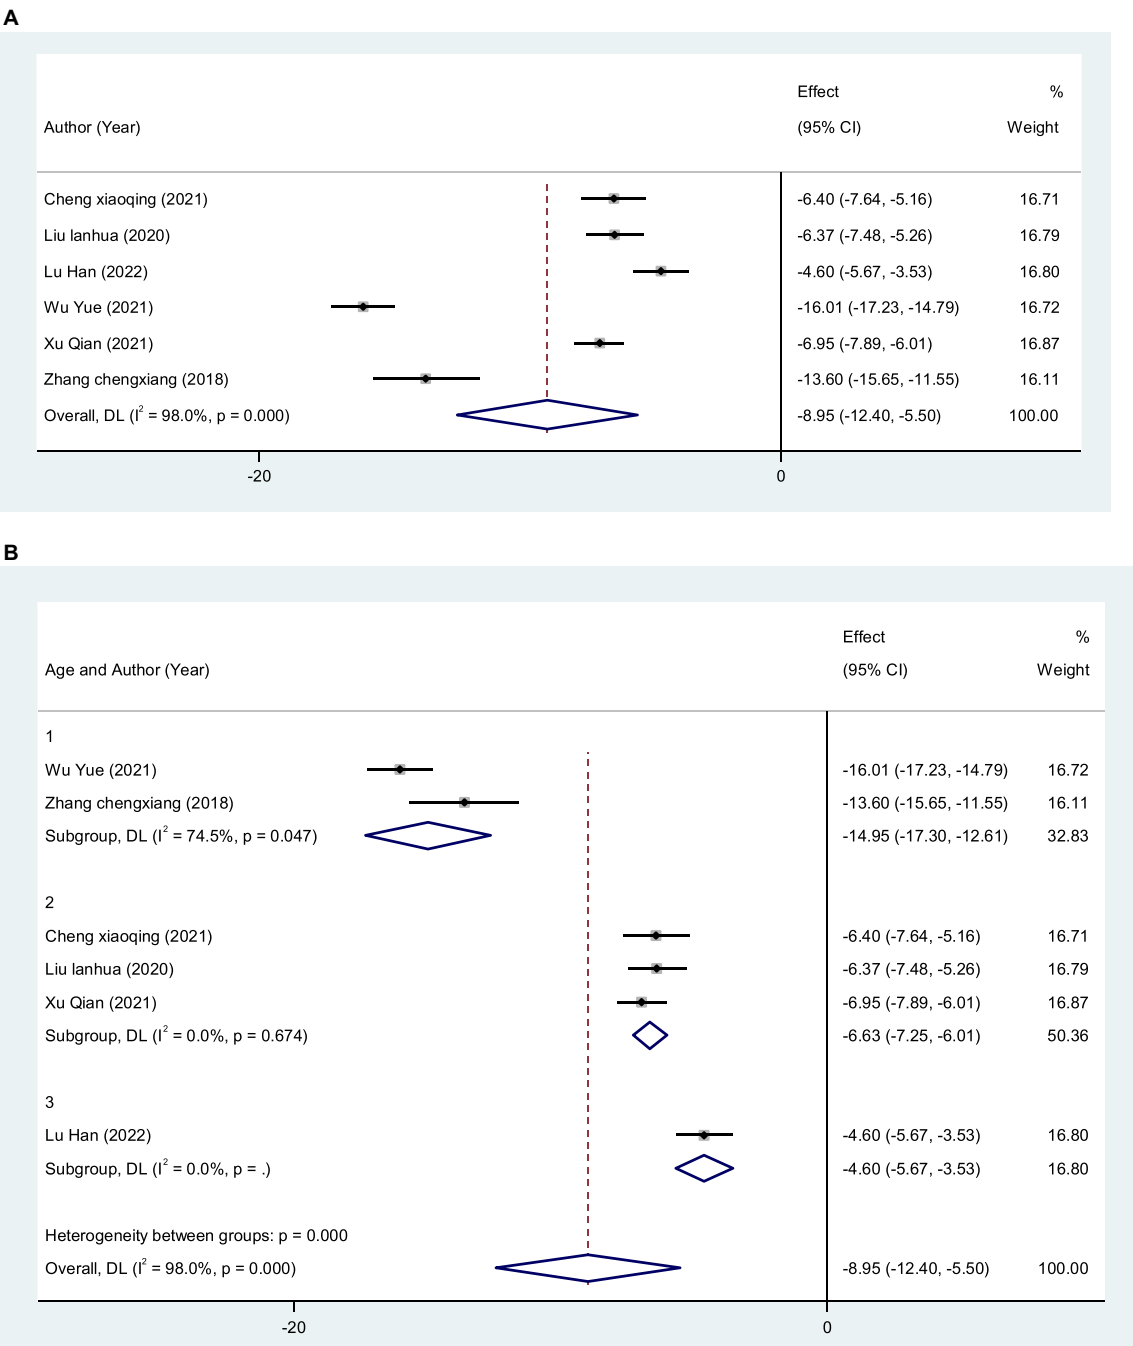 A
Effect %
Author (Year) (95% CI) Weight
Cheng xiaoqing (2021) -6.40 (-7.64, -5.16) 16.71
Liu lanhua (2020) -6.37 (-7.48, -5.26) 16.79
Lu Han (2022) -4.60 (-5.67, -3.53) 16.80
Wu Yue (2021) -16.01 (-17.23, -14.79) 16.72
Xu Qian (2021) -6.95 (-7.89, -6.01) 16.87
Zhang chengxiang (2018) -13.60 (-15.65, -11.55) 16.11
Overall, DL (I² = 98.0%, p = 0.000) -8.95 (-12.40, -5.50) 100.00
-20 0
B
Effect %
Age and Author (Year) (95% CI) Weight
1
Wu Yue (2021) -16.01 (-17.23, -14.79) 16.72
Zhang chengxiang (2018) -13.60 (-15.65, -11.55) 16.11
Subgroup, DL (I² = 74.5%, p = 0.047) -14.95 (-17.30, -12.61) 32.83
2
Cheng xiaoqing (2021) -6.40 (-7.64, -5.16) 16.71
Liu lanhua (2020) -6.37 (-7.48, -5.26) 16.79
Xu Qian (2021) -6.95 (-7.89, -6.01) 16.87
Subgroup, DL (I² = 0.0%, p = 0.674) -6.63 (-7.25, -6.01) 50.36
3
Lu Han (2022) -4.60 (-5.67, -3.53) 16.80
Subgroup, DL (I² = 0.0%, p = .) -4.60 (-5.67, -3.53) 16.80
Heterogeneity between groups: p = 0.000
Overall, DL (I² = 98.0%, p = 0.000) -8.95 (-12.40, -5.50) 100.00
-20 0